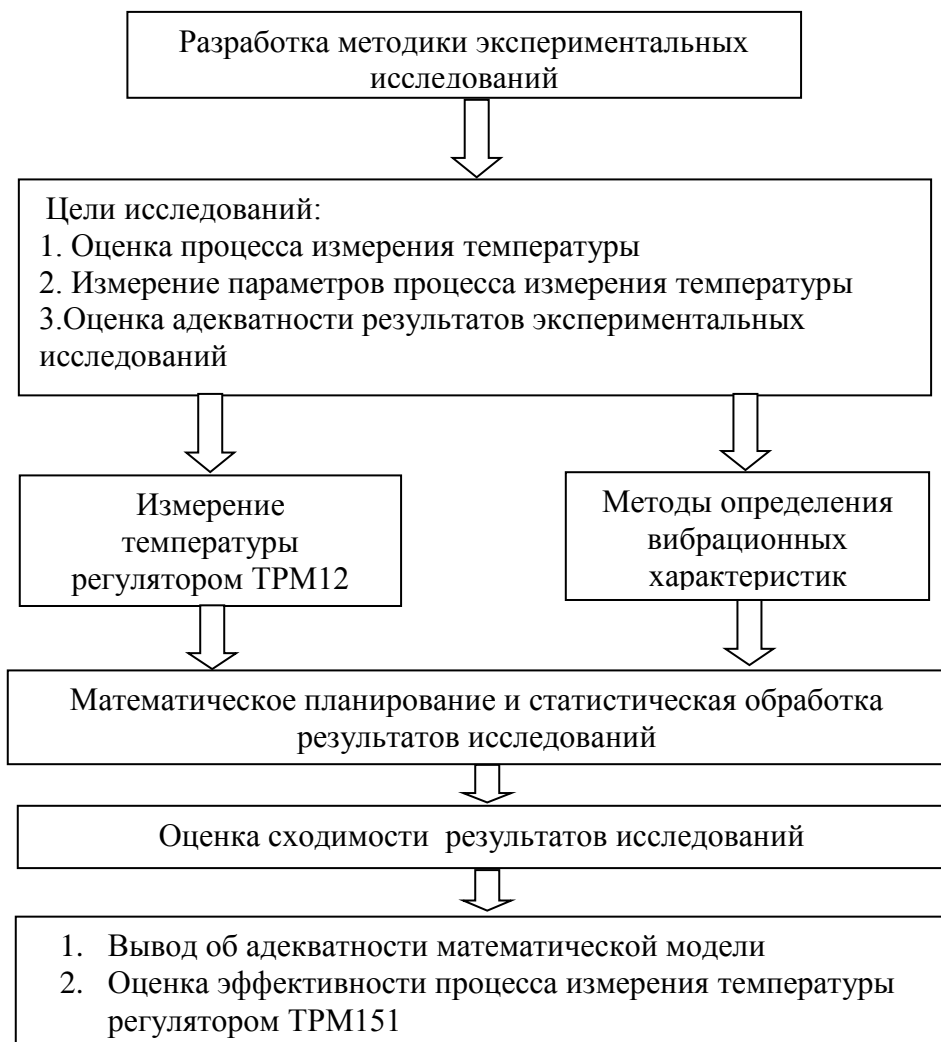 Разработка методики экспериментальных
исследований
Цели исследований:
1. Оценка процесса измерения температуры
2. Измерение параметров процесса измерения температуры
3.Оценка адекватности результатов экспериментальных
исследований
Измерение
температуры
регулятором ТРМ12
Методы определения
вибрационных
характеристик
Математическое планирование и статистическая обработка
результатов исследований
Оценка сходимости результатов исследований
1. Вывод об адекватности математической модели
2. Оценка эффективности процесса измерения температуры
регулятором ТРМ151